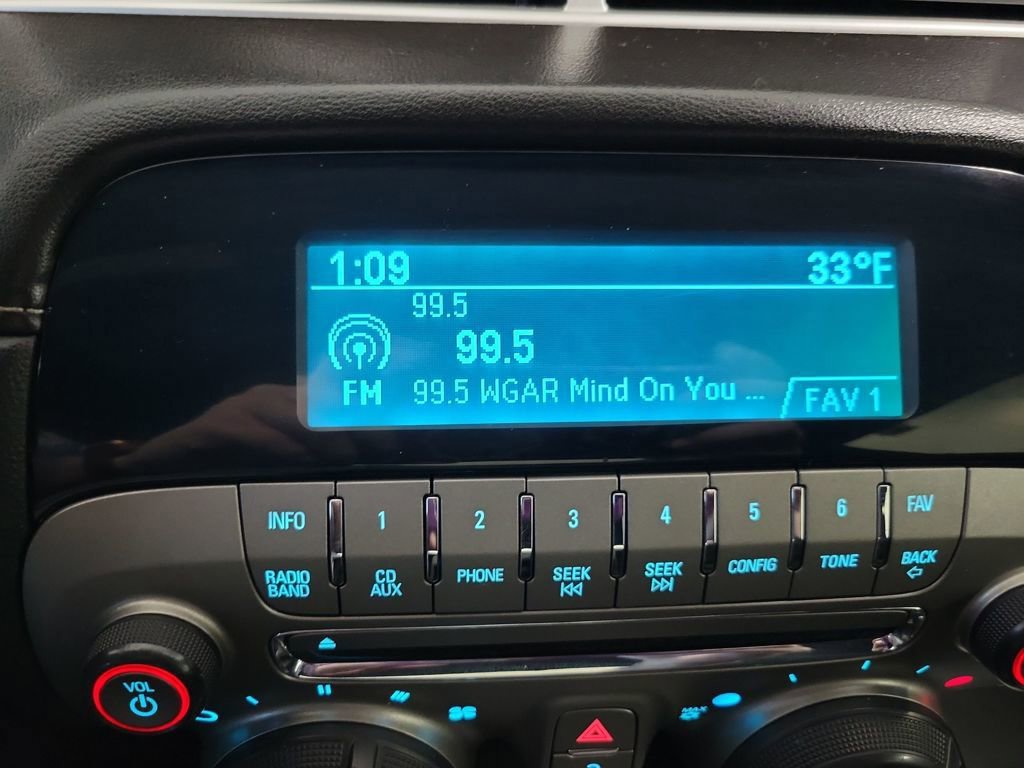 1:09 33°F
99.5
99.5
FM 99.5 WGAR Mind On You ... FAV 1
INFO 1 2 3 4 5 6 FAV
RADIO BAND CD AUX PHONE SEEK SEEK CONFIG TONE BACK
VOL
MAX